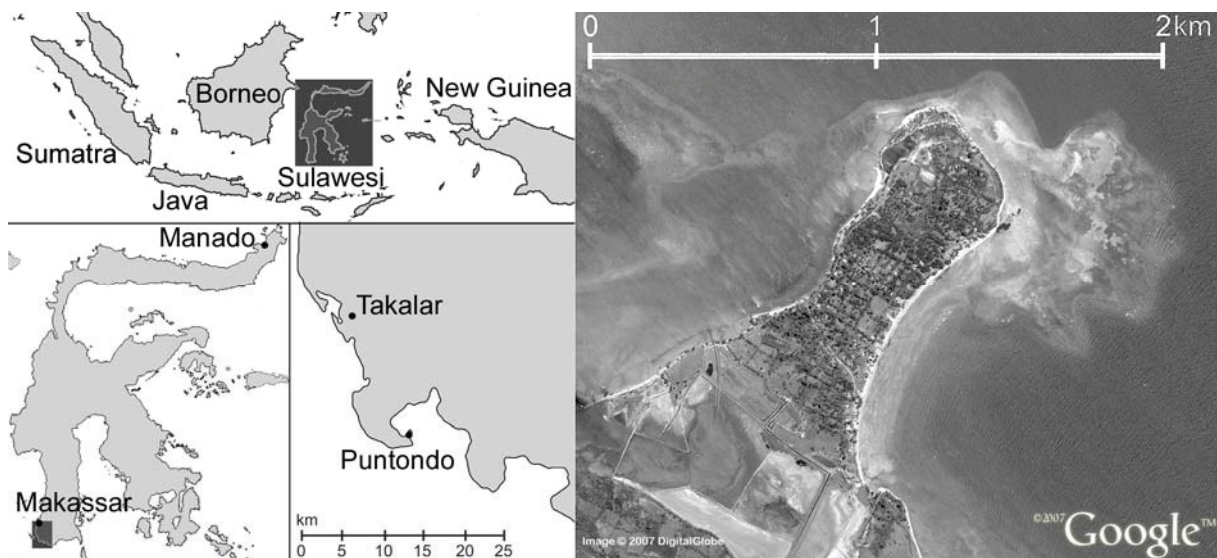 Borneo
New Guinea
Sumatra
Sulawesi
Java
Manado
Makassar
Takalar
Puntondo
km
0 5 10 15 20 25
0 1 2km
Image © 2007 DigitalGlobe
©2007 Google™